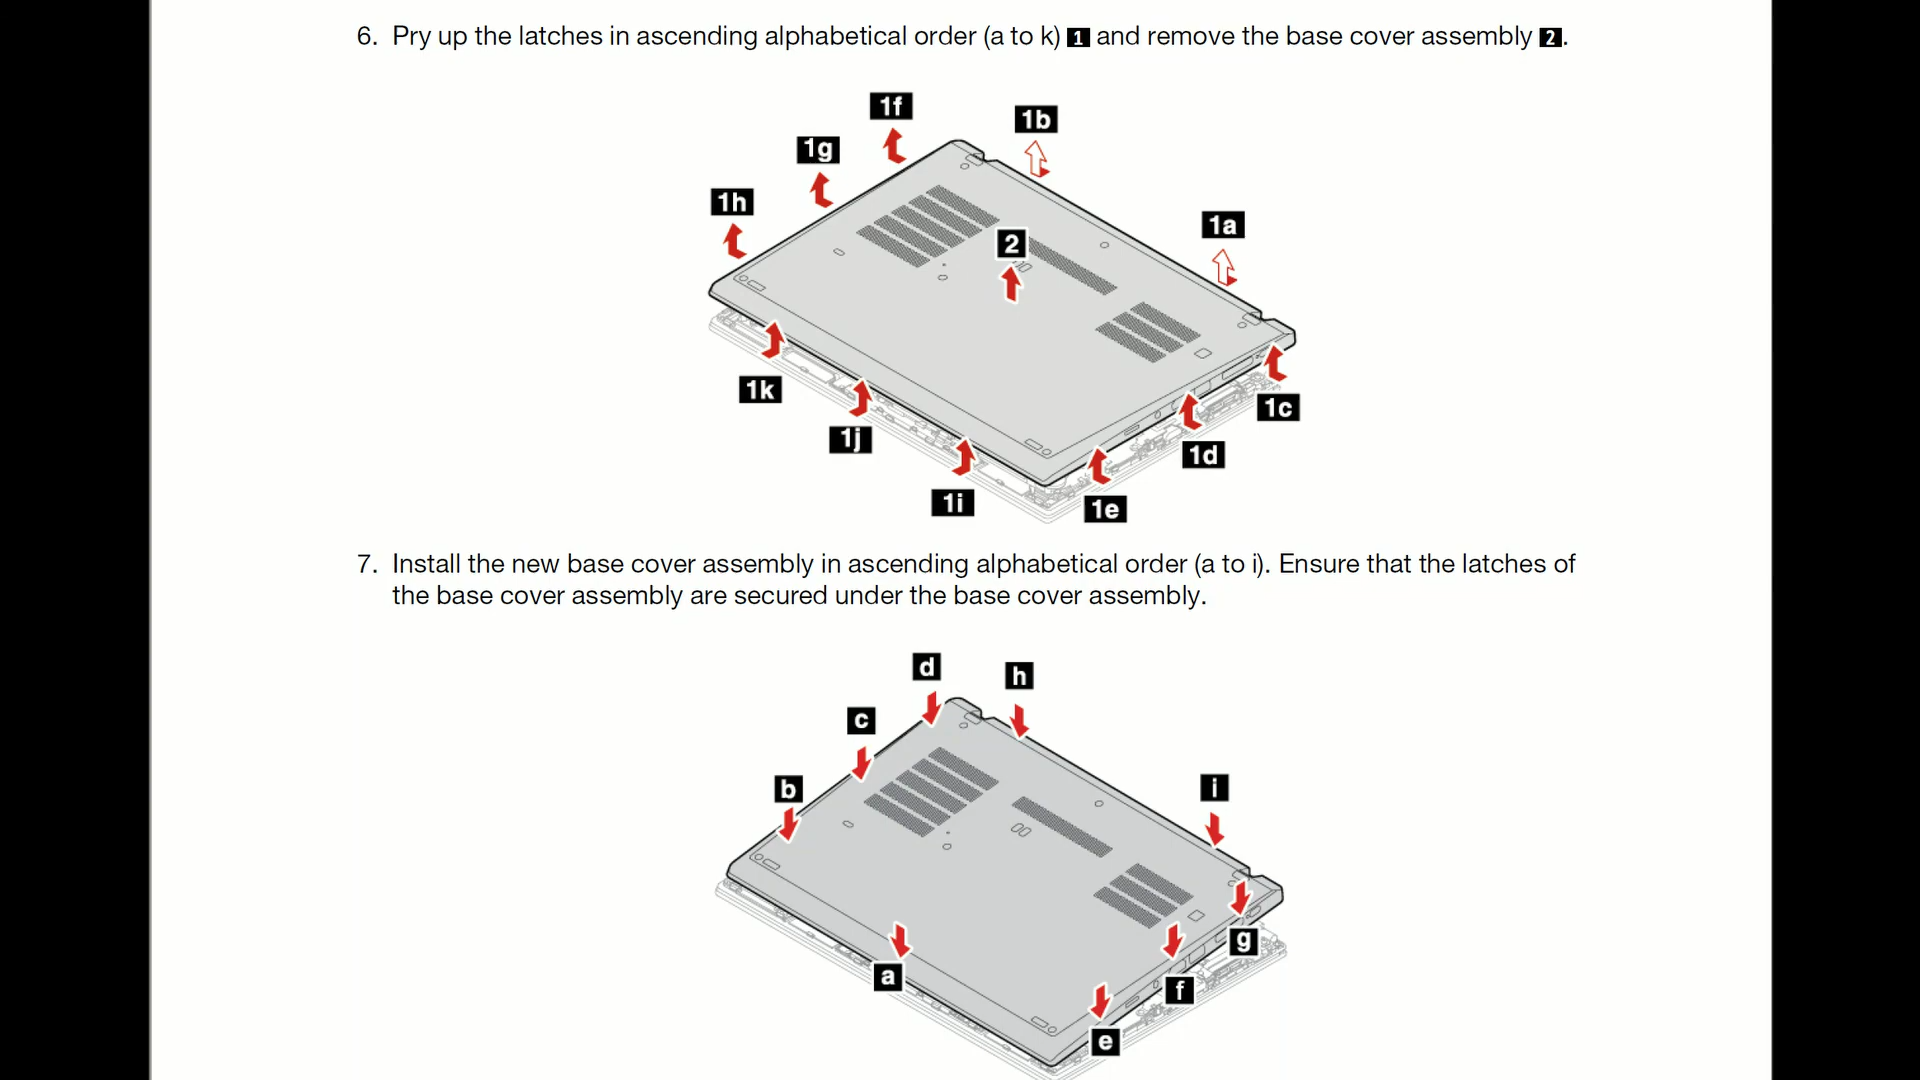 6. Pry up the latches in ascending alphabetical order (a to k) 1 and remove the base cover assembly 2.
1f
1b
1g
1h
1a
2
1k
1c
1j
1d
1i
1e
7. Install the new base cover assembly in ascending alphabetical order (a to i). Ensure that the latches of
the base cover assembly are secured under the base cover assembly.
d
h
c
b
i
g
a
f
e